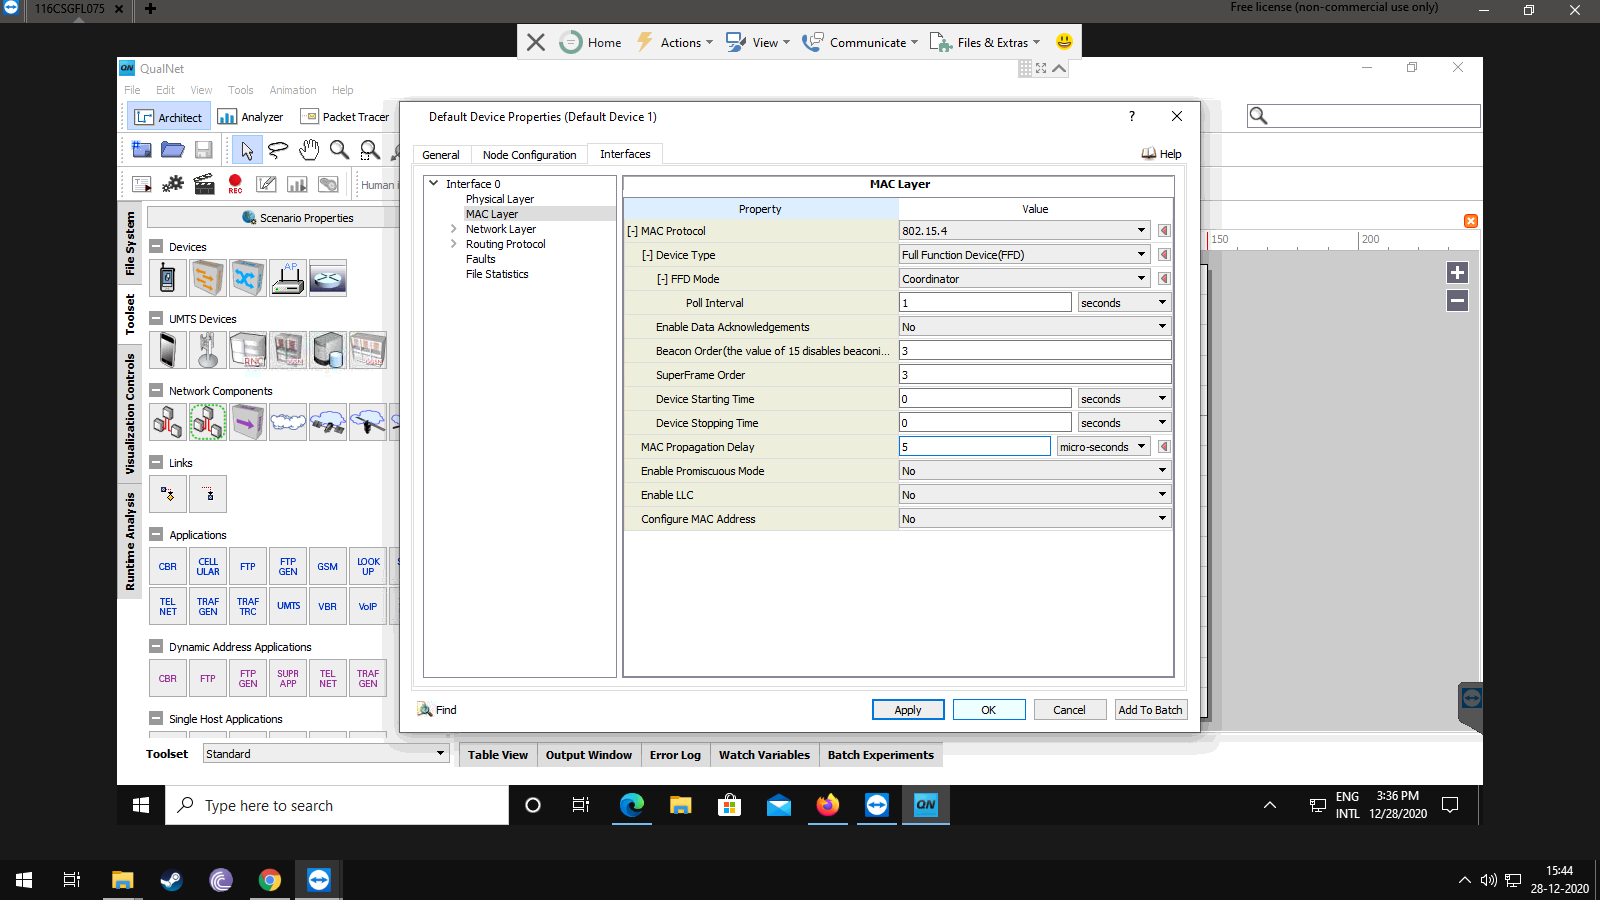 116CSGFL075
Free license (non-commercial use only)
Home
Actions
View
Communicate
Files & Extras
QN QualNet
File Edit View Tools Animation Help
Architect
Analyzer
Packet Tracer
REC
Human i
Scenario Properties
File System
Toolset
Visualization Controls
Runtime Analysis
Devices
AP
UMTS Devices
RNC
Network Components
Links
Applications
CBR
CELL
ULAR
FTP
FTP
GEN
GSM
LOOK
UP
TEL
NET
TRAF
GEN
TRAF
TRC
UMTS
VBR
VoIP
Dynamic Address Applications
CBR
FTP
FTP
GEN
SUPR
APP
TEL
NET
TRAF
GEN
Single Host Applications
Toolset
Standard
Default Device Properties (Default Device 1)
?
General
Node Configuration
Interfaces
Help
Interface 0
Physical Layer
MAC Layer
Network Layer
Routing Protocol
Faults
File Statistics
MAC Layer
Property Value
[-] MAC Protocol 802.15.4
[-] Device Type Full Function Device(FFD)
[-] FFD Mode Coordinator
Poll Interval 1 seconds
Enable Data Acknowledgements No
Beacon Order(the value of 15 disables beaconi... 3
SuperFrame Order 3
Device Starting Time 0 seconds
Device Stopping Time 0 seconds
MAC Propagation Delay 5 micro-seconds
Enable Promiscuous Mode No
Enable LLC No
Configure MAC Address No
Find
Apply
OK
Cancel
Add To Batch
150
200
Table View
Output Window
Error Log
Watch Variables
Batch Experiments
Type here to search
QN
ENG
INTL
3:36 PM
12/28/2020
15:44
28-12-2020